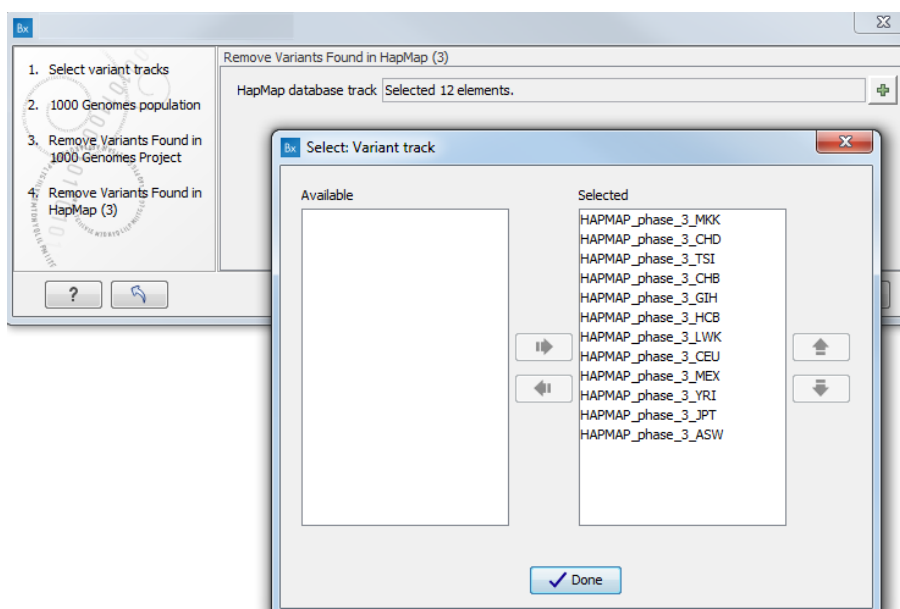 Bx
1. Select variant tracks
2. 1000 Genomes population
3. Remove Variants Found in
1000 Genomes Project
4. Remove Variants Found in
HapMap (3)
?
Remove Variants Found in HapMap (3)
HapMap database track Selected 12 elements.
Bx Select: Variant track
Available
Selected
HAPMAP_phase_3_MKK
HAPMAP_phase_3_CHD
HAPMAP_phase_3_TSI
HAPMAP_phase_3_CHB
HAPMAP_phase_3_GIH
HAPMAP_phase_3_HCB
HAPMAP_phase_3_LWK
HAPMAP_phase_3_CEU
HAPMAP_phase_3_MEX
HAPMAP_phase_3_YRI
HAPMAP_phase_3_JPT
HAPMAP_phase_3_ASW
Done